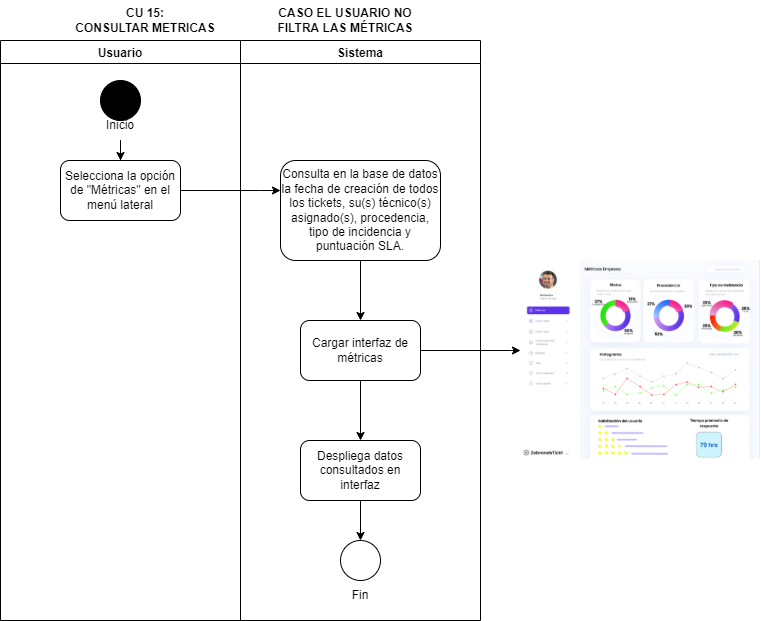 CU 15:
CONSULTAR METRICAS
CASO EL USUARIO NO
FILTRA LAS MÉTRICAS
Usuario
Sistema
Inicio
Selecciona la opción
de "Métricas" en el
menú lateral
Consulta en la base de datos
la fecha de creación de todos
los tickets, su(s) técnico(s)
asignado(s), procedencia,
tipo de incidencia y
puntuación SLA.
Cargar interfaz de
métricas
Despliega datos
consultados en
interfaz
Fin
Métricas Empresa
Status
Procedencia
Tipo de Incidencia
Histograma
Satisfacción del usuario
Tiempo promedio de
respuesta
79 hrs